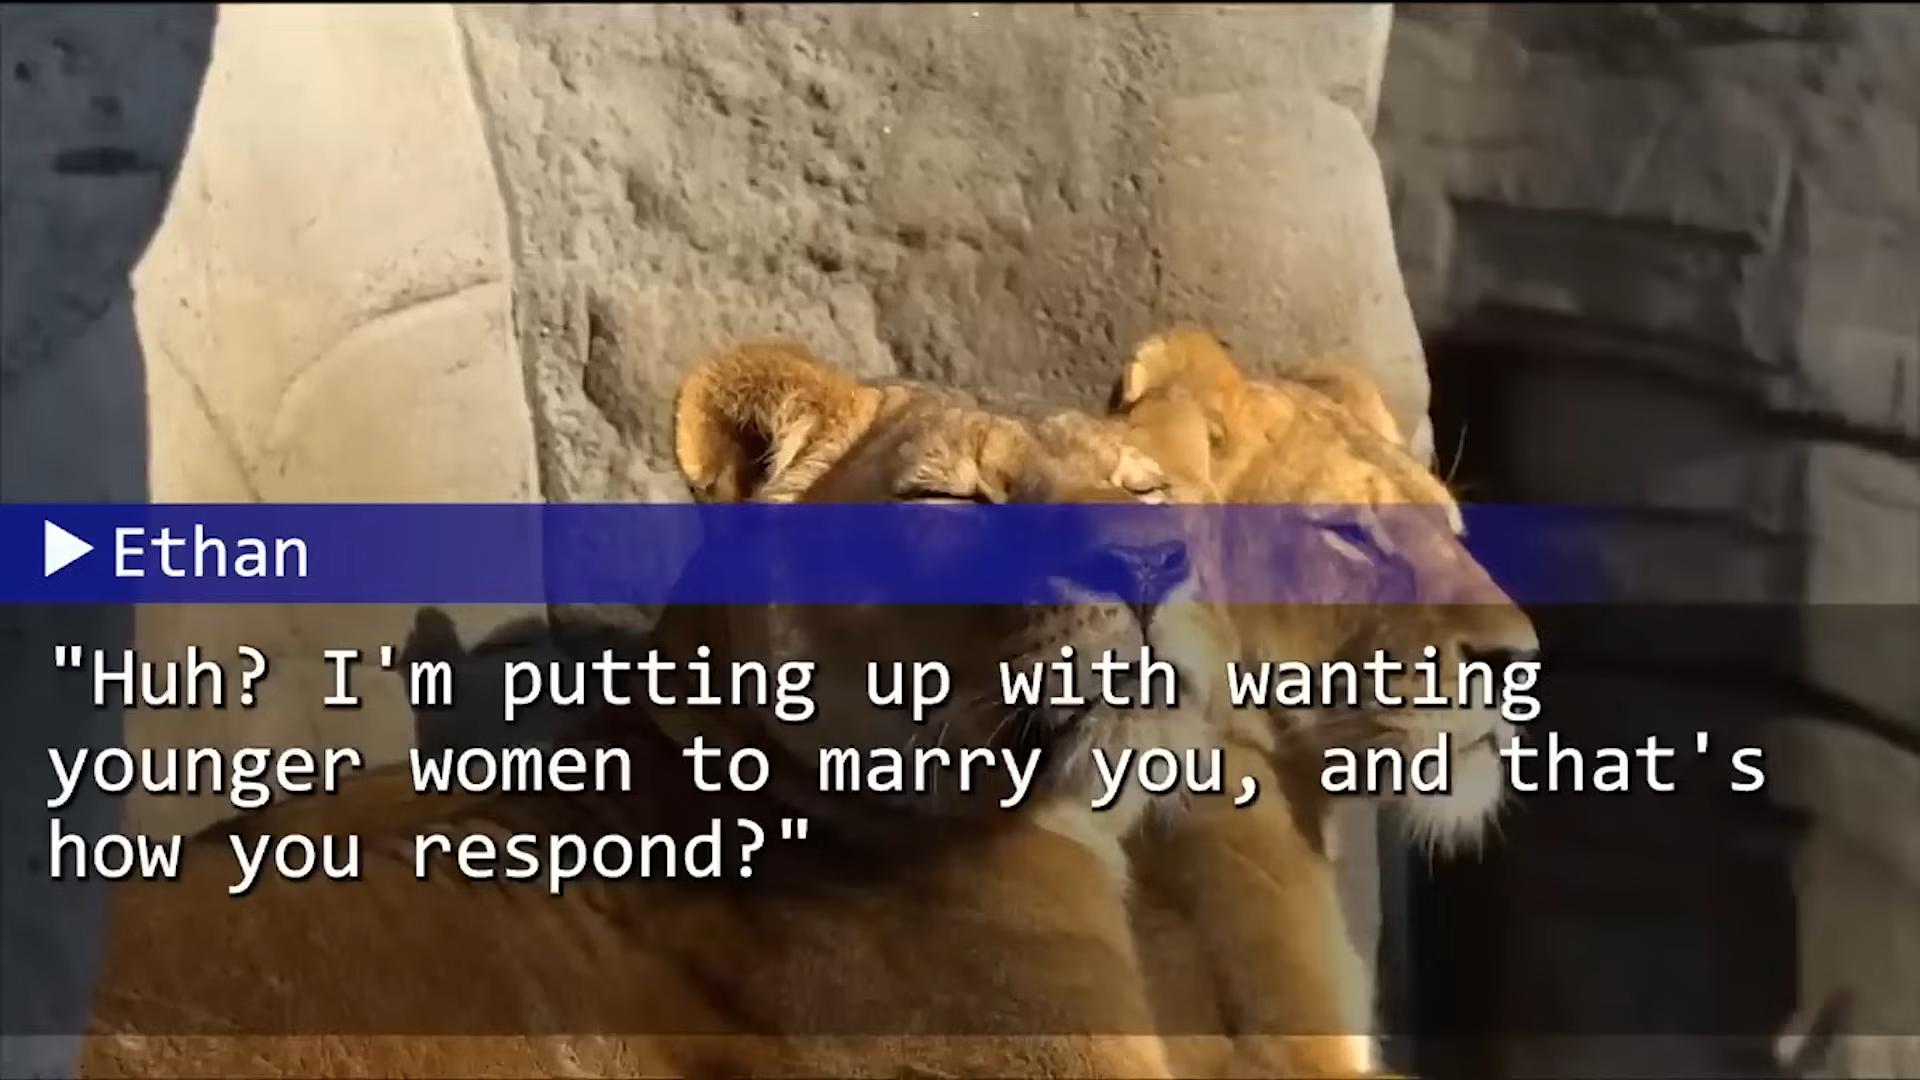 Ethan
"Huh? I'm putting up with wanting
younger women to marry you, and that's
how you respond?"